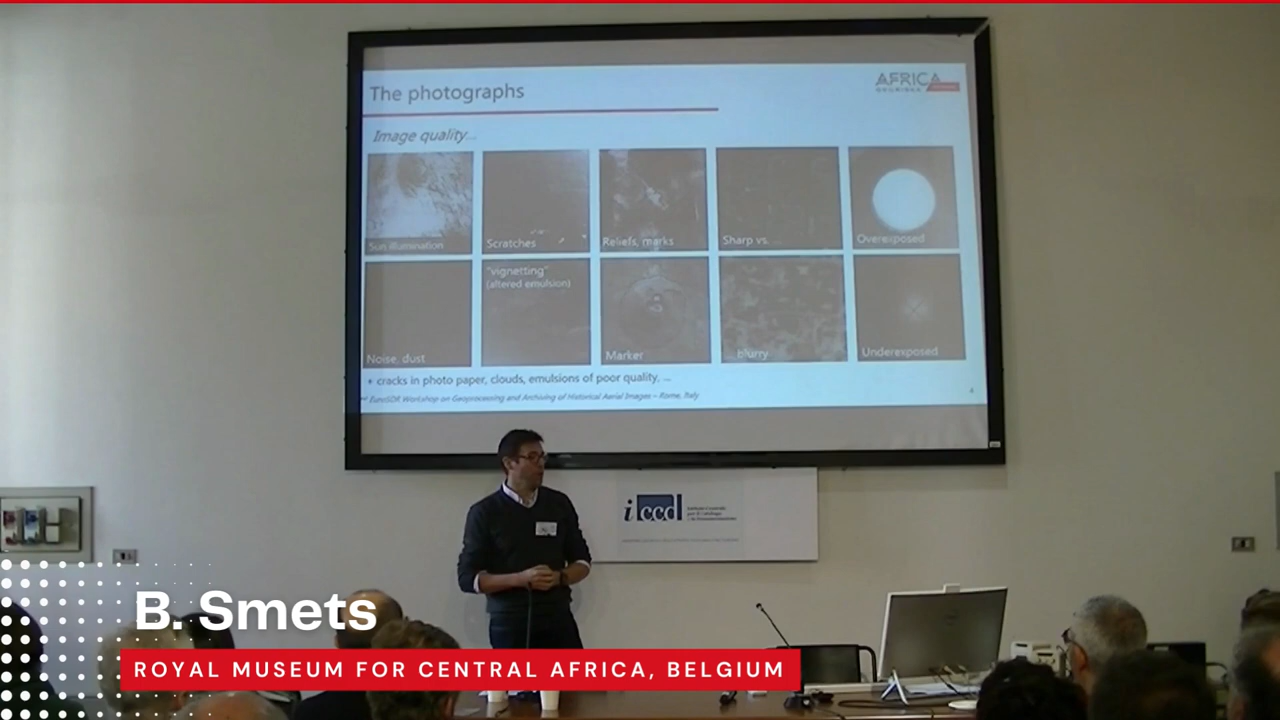 The photographs
AFRICA
Image quality...
Sun illumination
Scratches
Reliefs, marks
Sharp vs.
Overexposed
"vignetting"
(altered emulsion)
Noise, dust
Marker
... blurry
Underexposed
+ cracks in photo paper, clouds, emulsions of poor quality, ...
EuroSDR Workshop on Geoprocessing and Archiving of Historical Aerial Images – Rome, Italy
iccd
B. Smets
ROYAL MUSEUM FOR CENTRAL AFRICA, BELGIUM